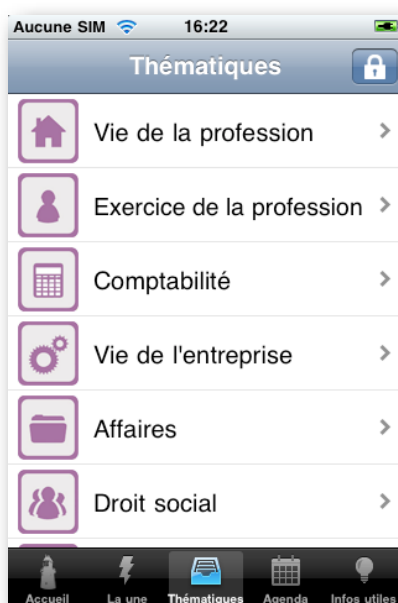 Aucune SIM 16:22
Thématiques
Vie de la profession
Exercice de la profession
Comptabilité
Vie de l'entreprise
Affaires
Droit social
Accueil La une Thématiques Agenda Infos utiles